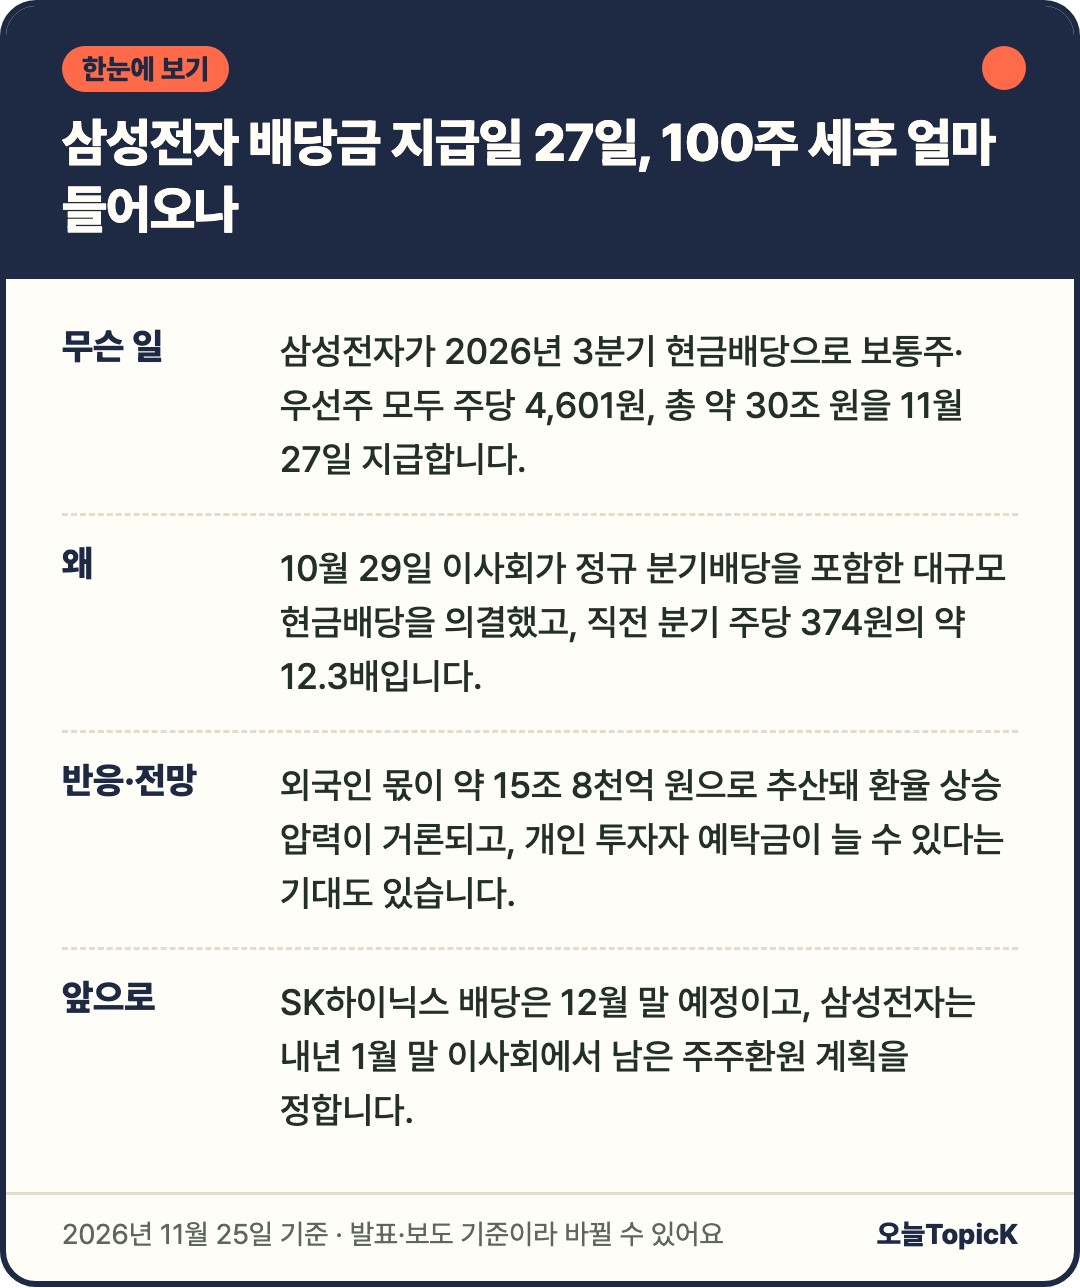 한눈에 보기
삼성전자 배당금 지급일 27일, 100주 세후 얼마
들어오나
무슨 일
삼성전자가 2026년 3분기 현금배당으로 보통주·
우선주 모두 주당 4,601원, 총 약 30조 원을 11월
27일 지급합니다.
왜
10월 29일 이사회가 정규 분기배당을 포함한 대규모
현금배당을 의결했고, 직전 분기 주당 374원의 약
12.3배입니다.
반응·전망
외국인 몫이 약 15조 8천억 원으로 추산돼 환율 상승
압력이 거론되고, 개인 투자자 예탁금이 늘 수 있다는
기대도 있습니다.
앞으로
SK하이닉스 배당은 12월 말 예정이고, 삼성전자는
내년 1월 말 이사회에서 남은 주주환원 계획을
정합니다.
2026년 11월 25일 기준 · 발표·보도 기준이라 바뀔 수 있어요
오늘TopicK